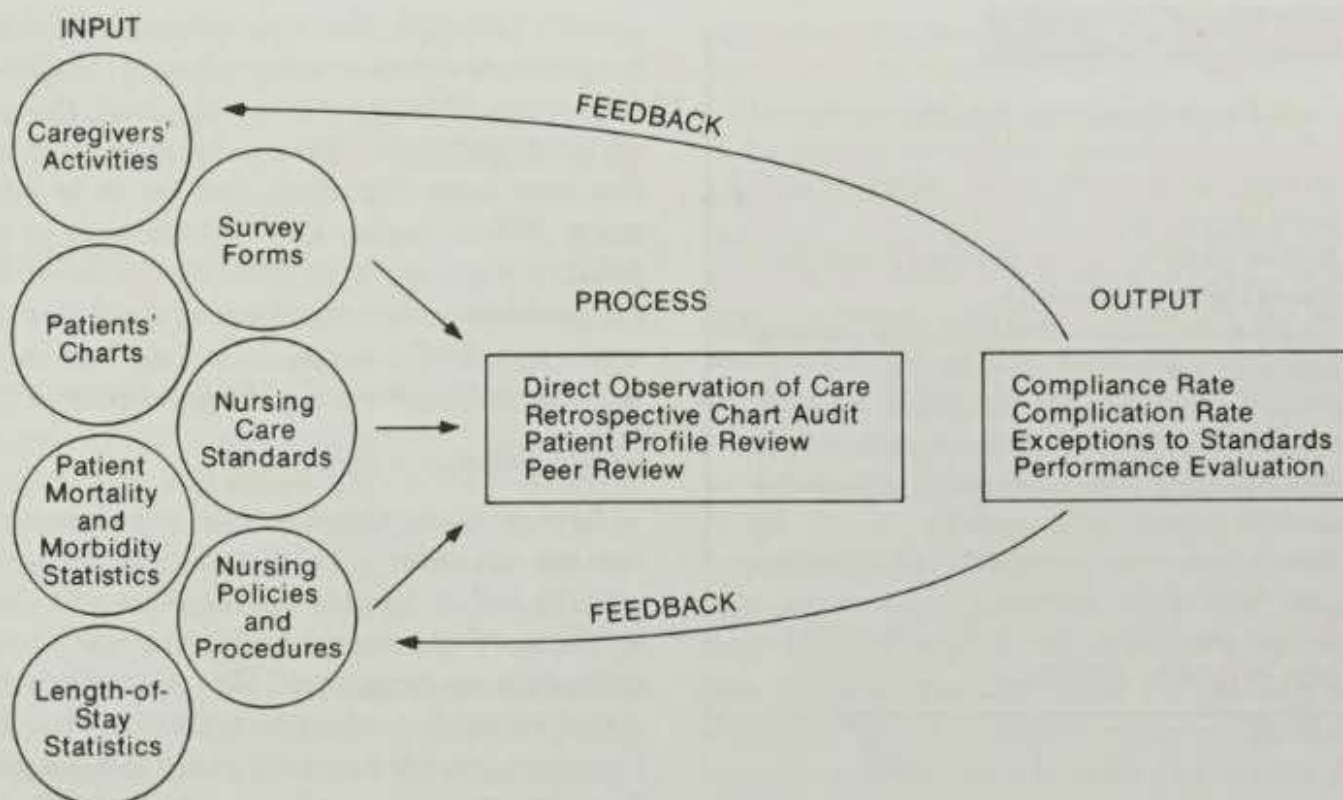 INPUT
Caregivers'
Activities
Survey
Forms
Patients'
Charts
Nursing
Care
Standards
Patient
Mortality
and
Morbidity
Statistics
Nursing
Policies
and
Procedures
Length-of-
Stay
Statistics
FEEDBACK
PROCESS
Direct Observation of Care
Retrospective Chart Audit
Patient Profile Review
Peer Review
OUTPUT
Compliance Rate
Complication Rate
Exceptions to Standards
Performance Evaluation
FEEDBACK